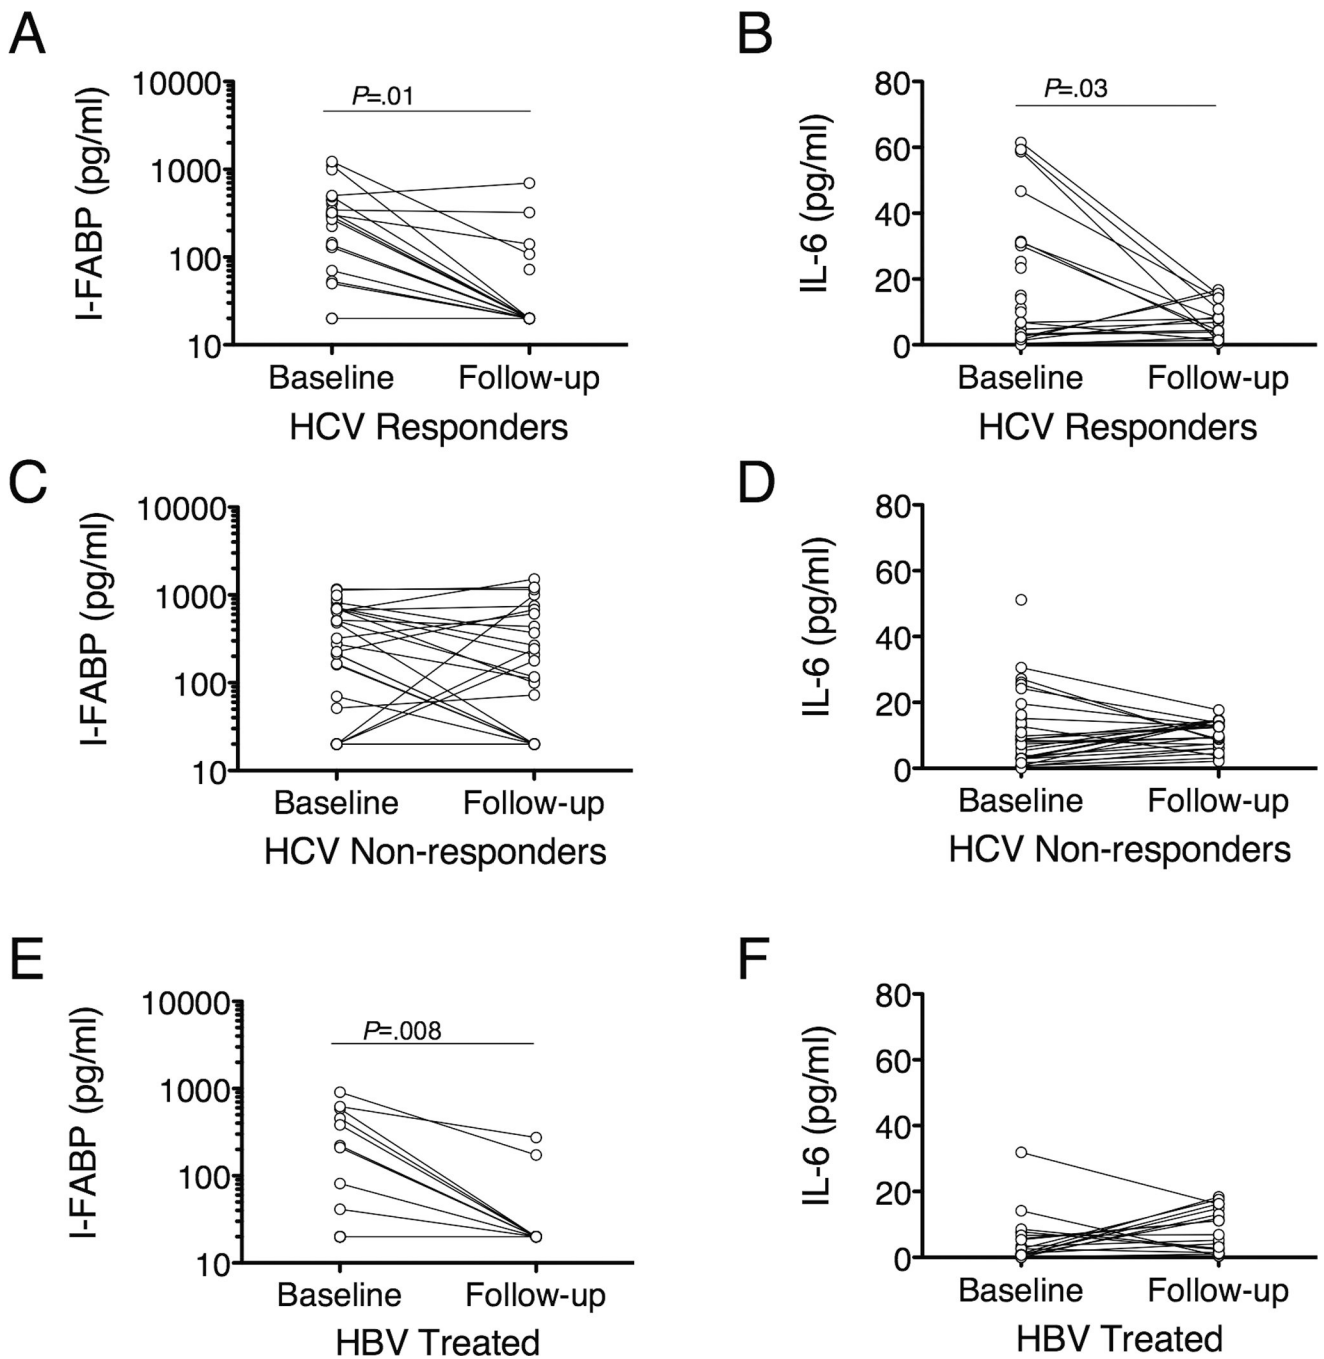 A
I-FABP (pg/ml)
10000
1000
100
10
P=.01
Baseline Follow-up
HCV Responders
B
IL-6 (pg/ml)
80
60
40
20
0
P=.03
Baseline Follow-up
HCV Responders
C
I-FABP (pg/ml)
10000
1000
100
10
Baseline Follow-up
HCV Non-responders
D
IL-6 (pg/ml)
80
60
40
20
0
Baseline Follow-up
HCV Non-responders
E
I-FABP (pg/ml)
10000
1000
100
10
P=.008
Baseline Follow-up
HBV Treated
F
IL-6 (pg/ml)
80
60
40
20
0
Baseline Follow-up
HBV Treated